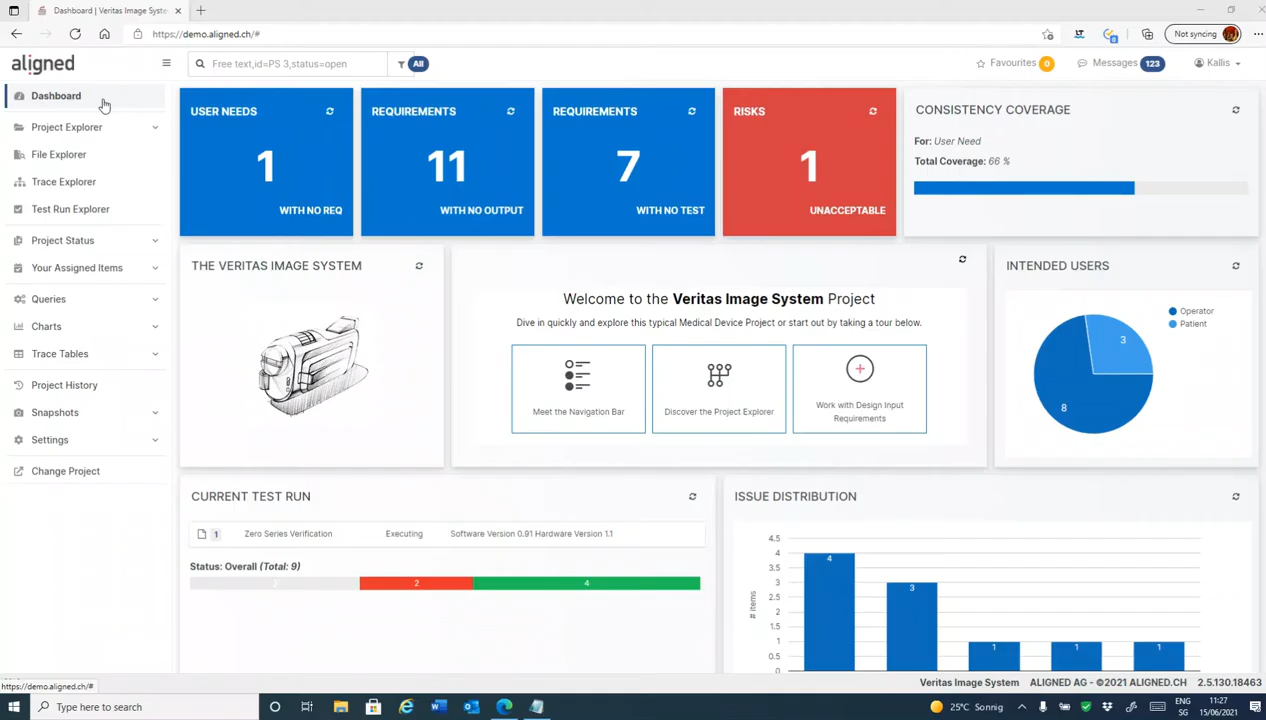 Dashboard | Veritas Image Syste
https://demo.aligned.ch/#
Not syncing
aligned
Free text,id=PS 3,status=open
All
Favourites 0
Messages 123
Kallis
Dashboard
Project Explorer
File Explorer
Trace Explorer
Test Run Explorer
Project Status
Your Assigned Items
Queries
Charts
Trace Tables
Project History
Snapshots
Settings
Change Project
USER NEEDS
1
WITH NO REQ
REQUIREMENTS
11
WITH NO OUTPUT
REQUIREMENTS
7
WITH NO TEST
RISKS
1
UNACCEPTABLE
CONSISTENCY COVERAGE
For: User Need
Total Coverage: 66 %
THE VERITAS IMAGE SYSTEM
Welcome to the Veritas Image System Project
Dive in quickly and explore this typical Medical Device Project or start out by taking a tour below.
Meet the Navigation Bar
Discover the Project Explorer
Work with Design Input
Requirements
INTENDED USERS
Operator
Patient
3
8
CURRENT TEST RUN
1 Zero Series Verification Executing Software Version 0.91 Hardware Version 1.1
Status: Overall (Total: 9)
2 4
ISSUE DISTRIBUTION
# items
4.5
4
3.5
3
2.5
2
1.5
1
0.5
0
4
3
1
1
1
https://demo.aligned.ch/#
Veritas Image System ALIGNED AG - ©2021 ALIGNED.CH 2.5.130.18463
Type here to search
25°C Sonnig
ENG
SG
11:27
15/06/2021